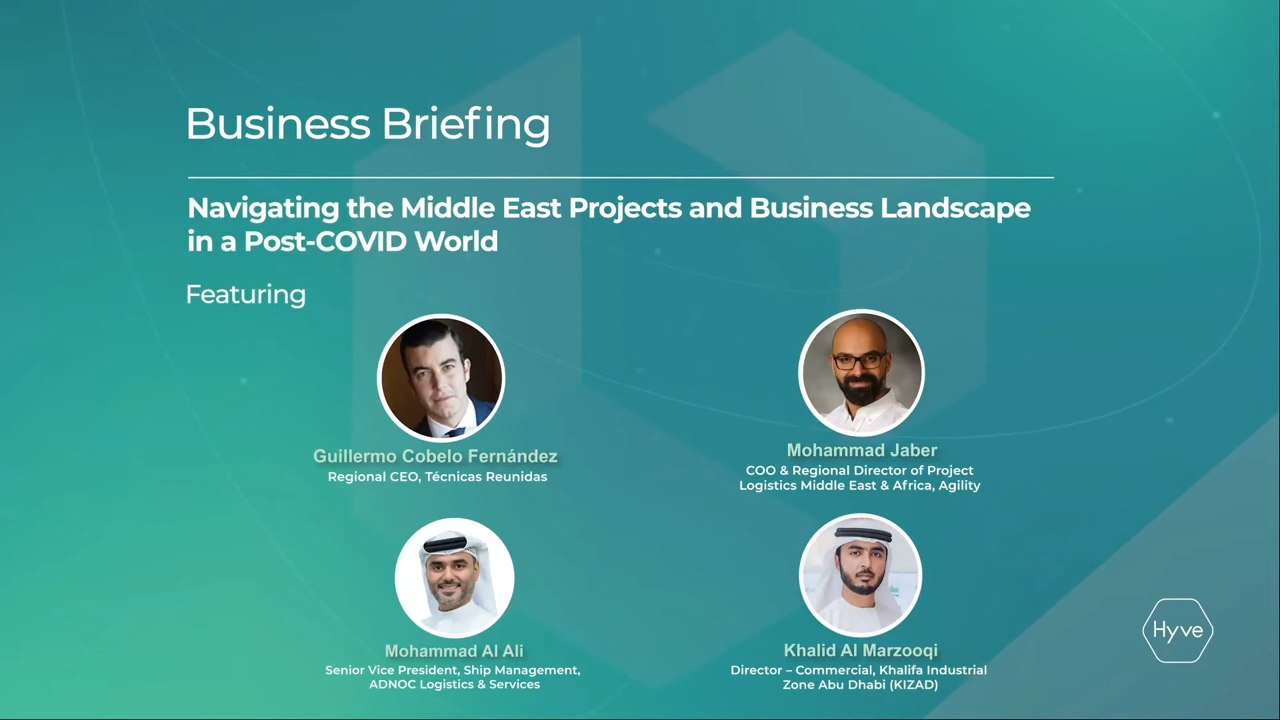 Business Briefing
Navigating the Middle East Projects and Business Landscape
in a Post-COVID World
Featuring
Guillermo Cobelo Fernández
Regional CEO, Técnicas Reunidas
Mohammad Jaber
COO & Regional Director of Project
Logistics Middle East & Africa, Agility
Mohammad Al Ali
Senior Vice President, Ship Management,
ADNOC Logistics & Services
Khalid Al Marzooqi
Director – Commercial, Khalifa Industrial
Zone Abu Dhabi (KIZAD)
Hyve